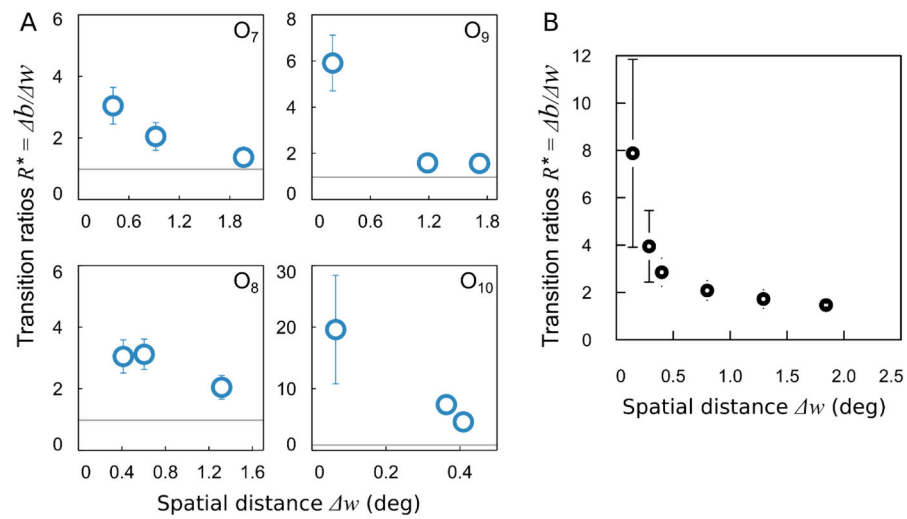 A
B
Transition ratios R* = Δb/Δw
O7
6
4
2
0
0 0.6 1.2 1.8
O9
8
6
4
2
0
0 0.6 1.2 1.8
O8
6
4
2
0
0 0.4 0.8 1.2 1.6
O10
30
20
10
0
0 0.2 0.4
Spatial distance Δw (deg)
Transition ratios R* = Δb/Δw
12
10
8
6
4
2
0
0 0.5 1.0 1.5 2.0 2.5
Spatial distance Δw (deg)